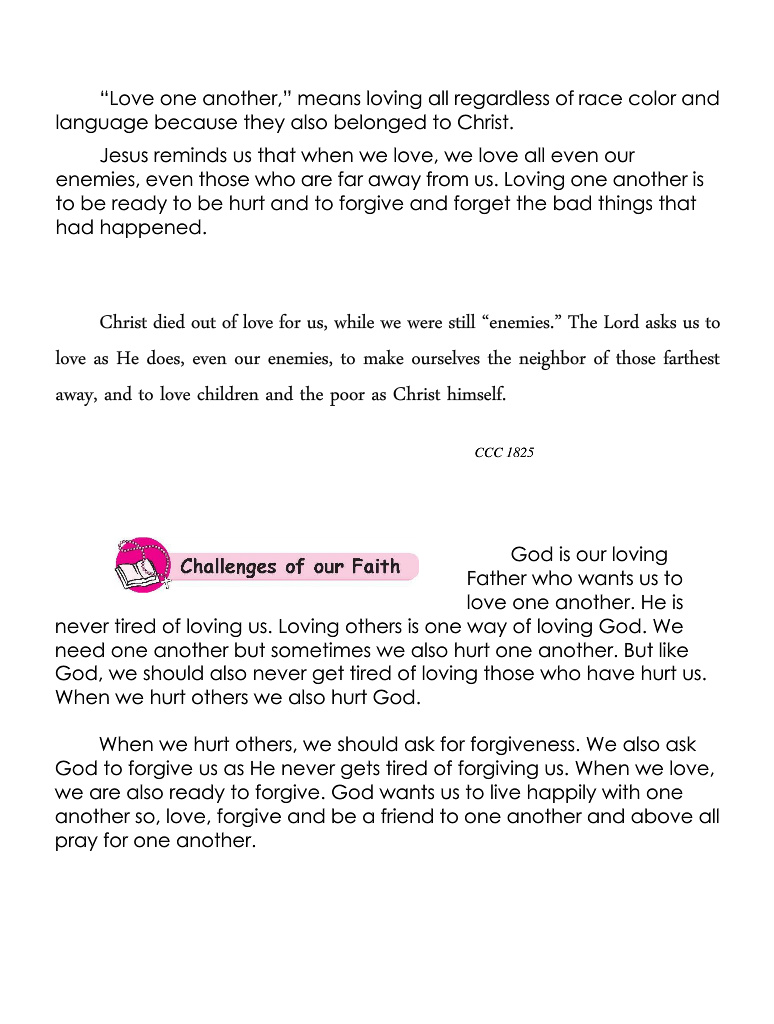 “Love one another,” means loving all regardless of race color and
language because they also belonged to Christ.
Jesus reminds us that when we love, we love all even our
enemies, even those who are far away from us. Loving one another is
to be ready to be hurt and to forgive and forget the bad things that
had happened.
Christ died out of love for us, while we were still “enemies.” The Lord asks us to
love as He does, even our enemies, to make ourselves the neighbor of those farthest
away, and to love children and the poor as Christ himself.
CCC 1825
Challenges of our Faith
God is our loving
Father who wants us to
love one another. He is
never tired of loving us. Loving others is one way of loving God. We
need one another but sometimes we also hurt one another. But like
God, we should also never get tired of loving those who have hurt us.
When we hurt others we also hurt God.
When we hurt others, we should ask for forgiveness. We also ask
God to forgive us as He never gets tired of forgiving us. When we love,
we are also ready to forgive. God wants us to live happily with one
another so, love, forgive and be a friend to one another and above all
pray for one another.